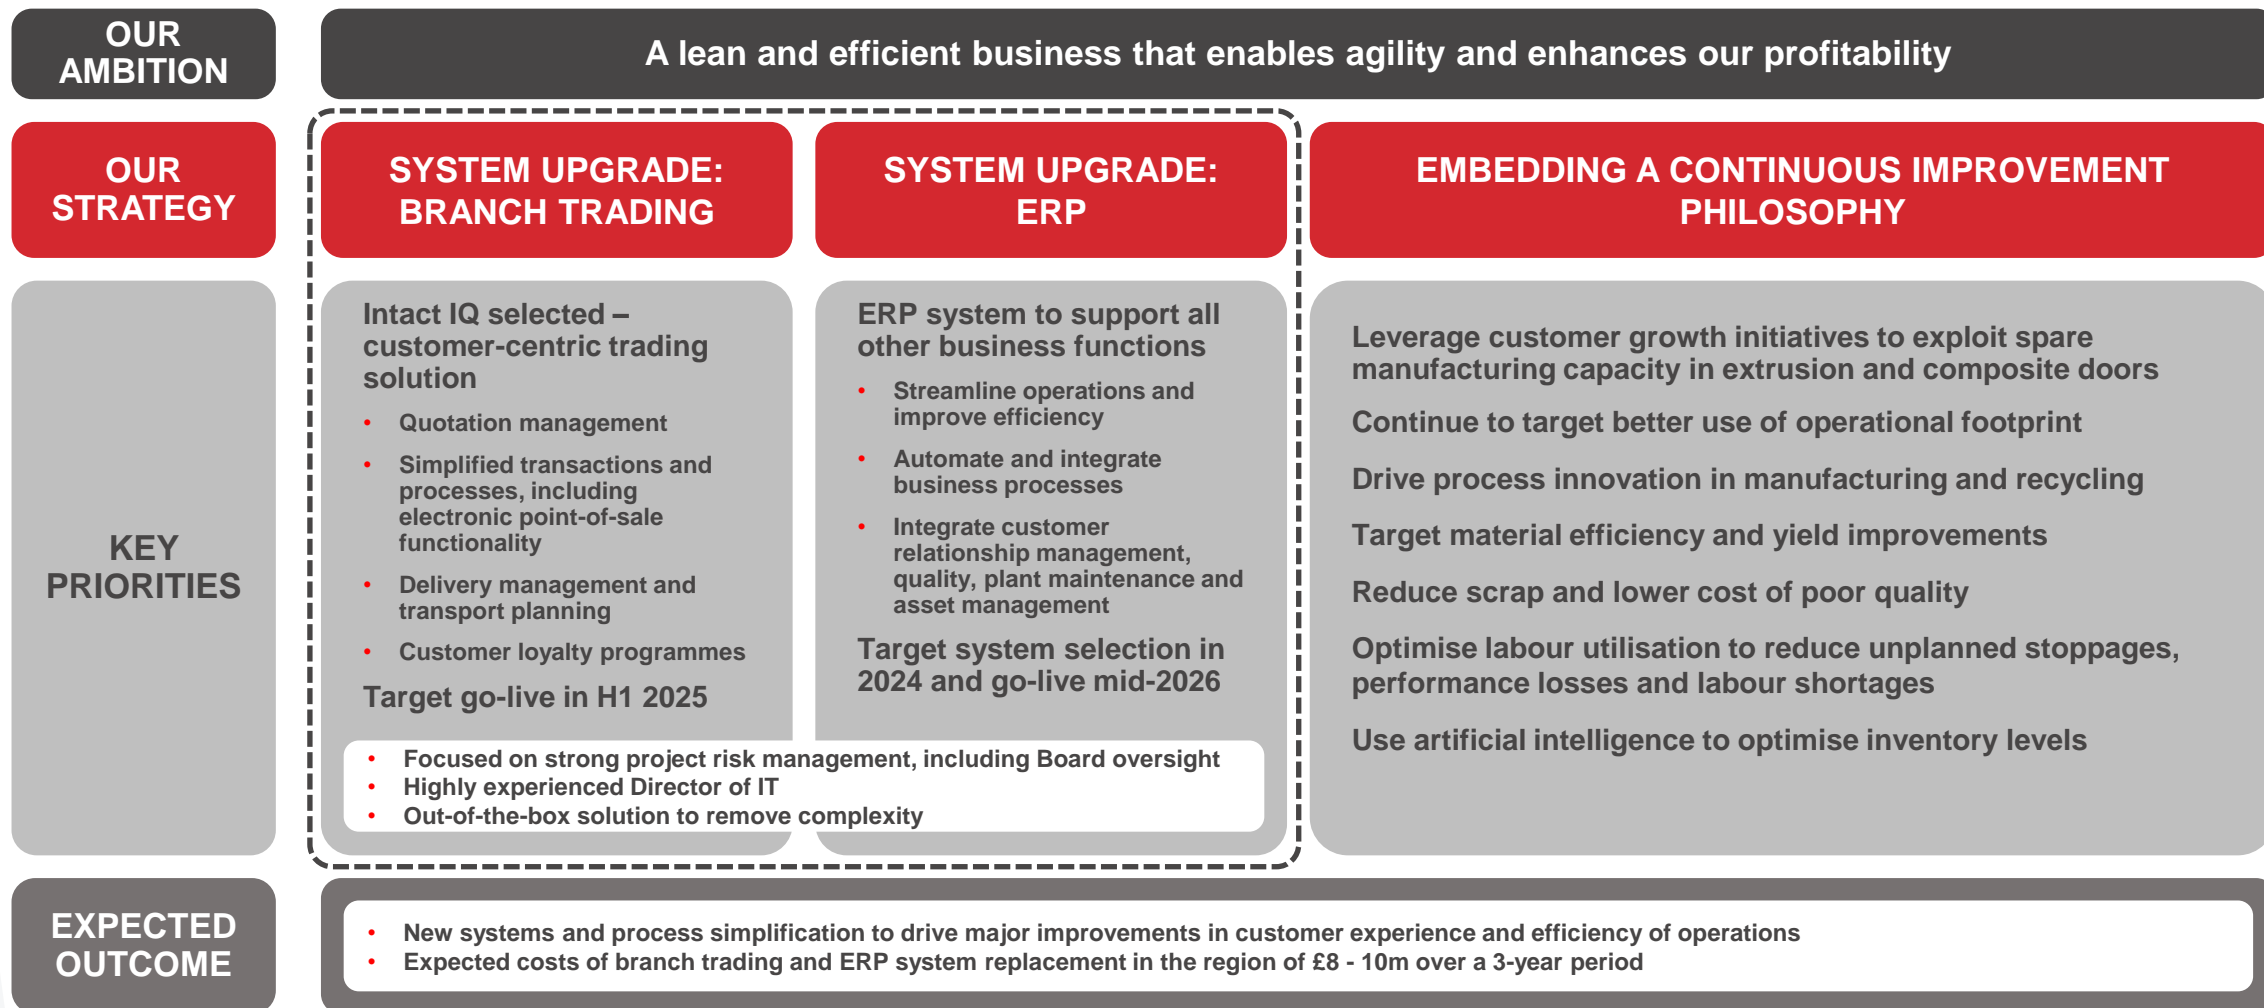 OUR
AMBITION
A lean and efficient business that enables agility and enhances our profitability
OUR
STRATEGY
SYSTEM UPGRADE:
BRANCH TRADING
SYSTEM UPGRADE:
ERP
EMBEDDING A CONTINUOUS IMPROVEMENT
PHILOSOPHY
KEY
PRIORITIES
Intact IQ selected –
customer-centric trading
solution
• Quotation management
• Simplified transactions and
processes, including
electronic point-of-sale
functionality
• Delivery management and
transport planning
• Customer loyalty programmes
Target go-live in H1 2025
ERP system to support all
other business functions
• Streamline operations and
improve efficiency
• Automate and integrate
business processes
• Integrate customer
relationship management,
quality, plant maintenance and
asset management
Target system selection in
2024 and go-live mid-2026
• Focused on strong project risk management, including Board oversight
• Highly experienced Director of IT
• Out-of-the-box solution to remove complexity
Leverage customer growth initiatives to exploit spare
manufacturing capacity in extrusion and composite doors
Continue to target better use of operational footprint
Drive process innovation in manufacturing and recycling
Target material efficiency and yield improvements
Reduce scrap and lower cost of poor quality
Optimise labour utilisation to reduce unplanned stoppages,
performance losses and labour shortages
Use artificial intelligence to optimise inventory levels
EXPECTED
OUTCOME
• New systems and process simplification to drive major improvements in customer experience and efficiency of operations
• Expected costs of branch trading and ERP system replacement in the region of £8 - 10m over a 3-year period